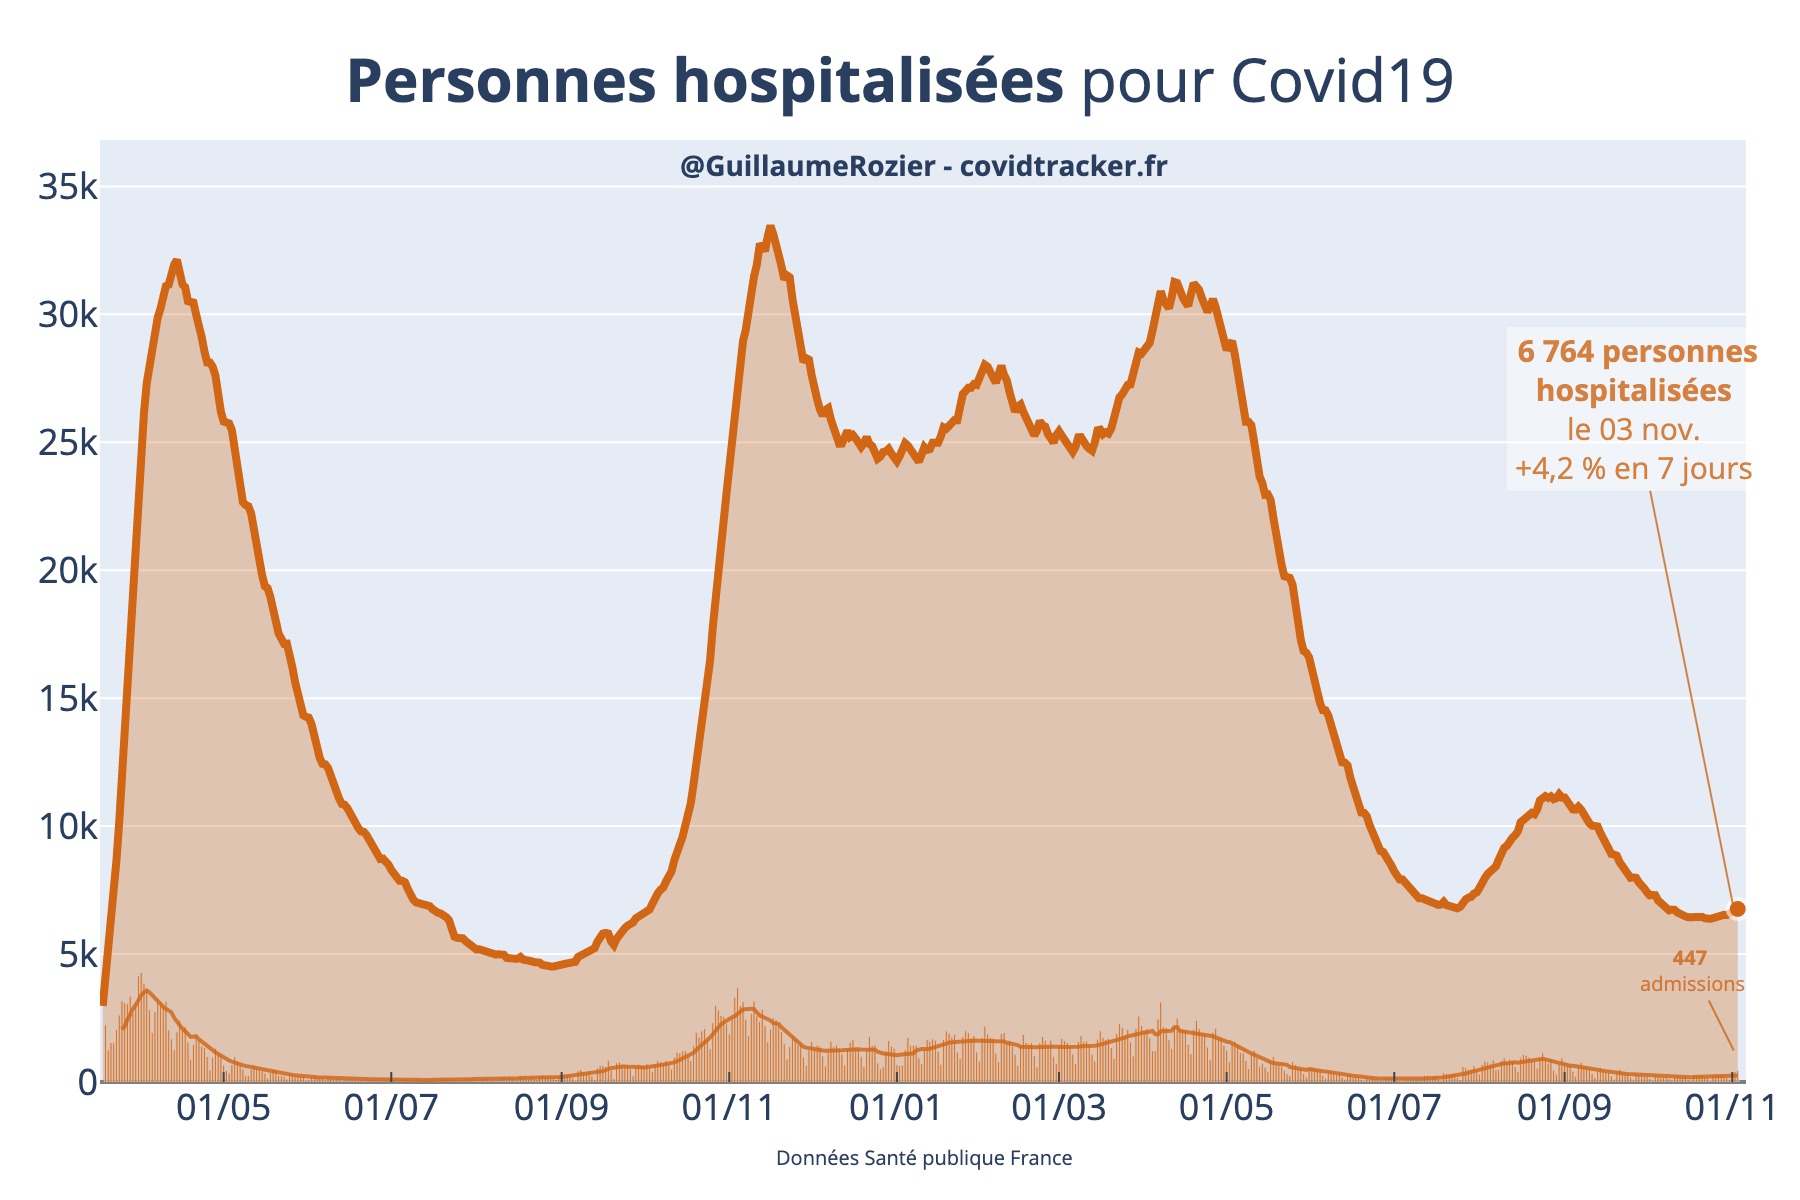 Personnes hospitalisées pour Covid19
@GuillaumeRozier - covidtracker.fr
35k
30k
25k
20k
15k
10k
5k
0
6 764 personnes
hospitalisées
le 03 nov.
+4,2 % en 7 jours
447
admissions
01/05
01/07
01/09
01/11
01/01
01/03
01/05
01/07
01/09
01/11
Données Santé publique France